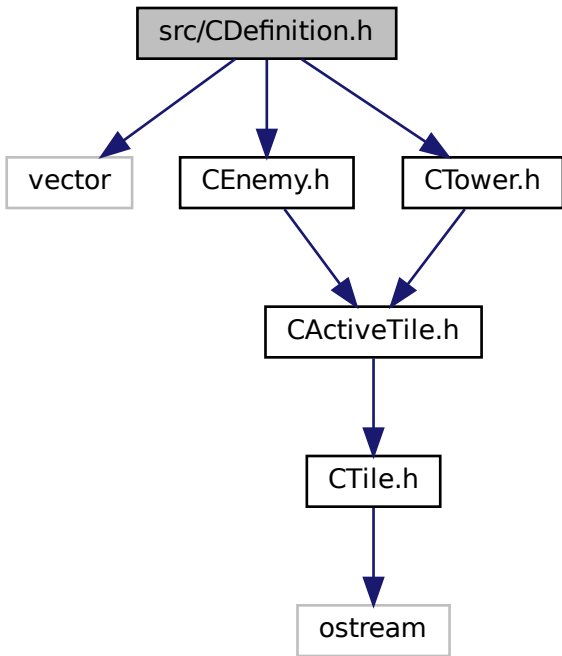 src/CDefinition.h
vector
CEnemy.h
CTower.h
CActiveTile.h
CTile.h
ostream